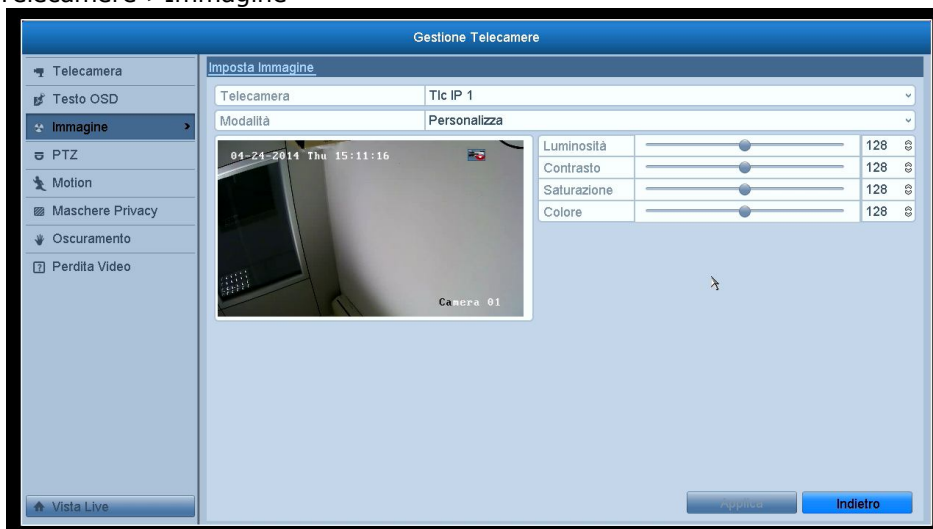 Telecamere > Immagine
Gestione Telecamere
Telecamera
Testo OSD
Immagine
PTZ
Motion
Maschere Privacy
Oscuramento
Perdita Video
Vista Live
Imposta Immagine
Telecamera Tlc IP 1
Modalità Personalizza
04-24-2014 Thu 15:11:16
Camera 01
Luminosità 128
Contrasto 128
Saturazione 128
Colore 128
Applica
Indietro